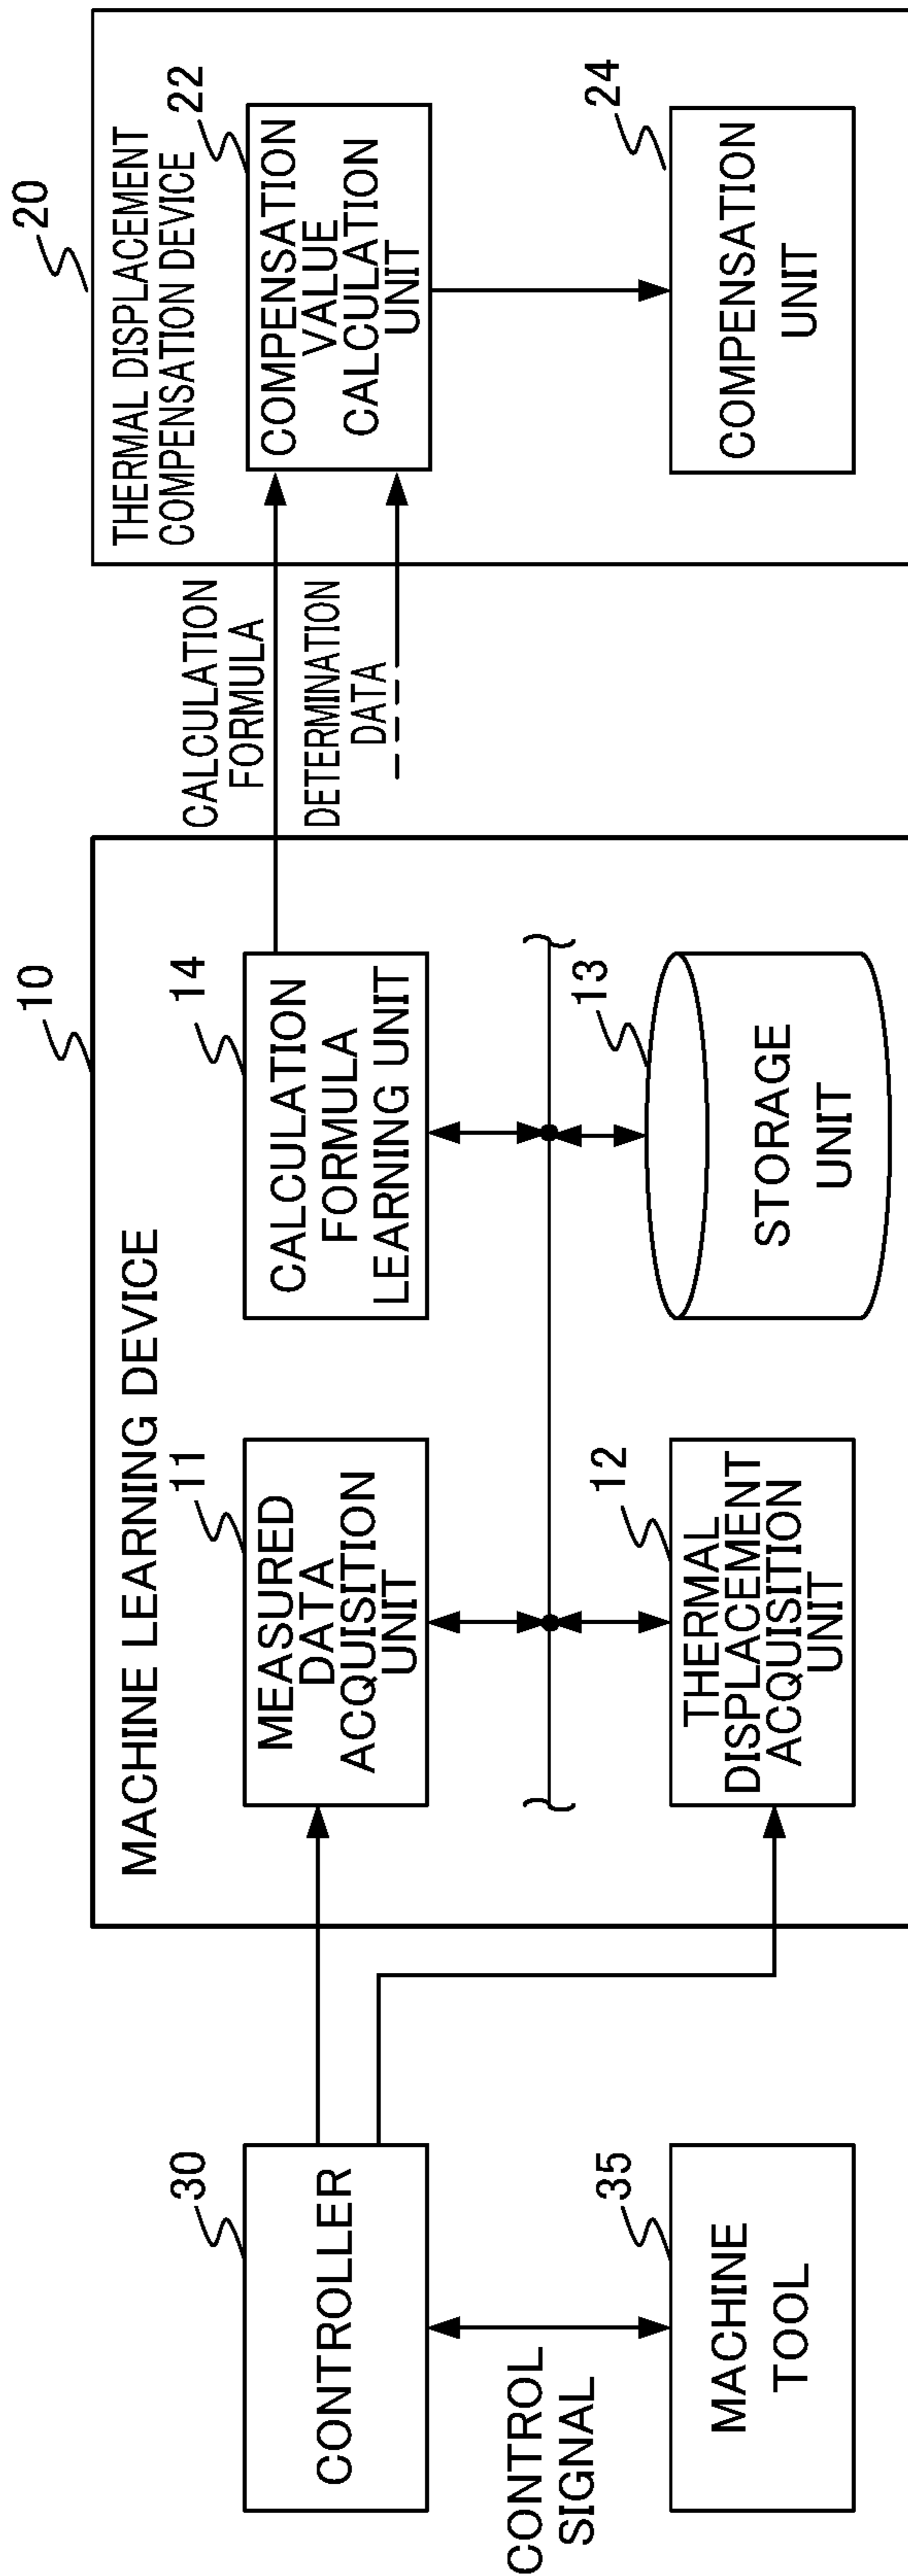 30
CONTROLLER
CONTROL
SIGNAL
35
MACHINE
TOOL
10
MACHINE LEARNING DEVICE
11
MEASURED
DATA
ACQUISITION
UNIT
12
THERMAL
DISPLACEMENT
ACQUISITION
UNIT
14
CALCULATION
FORMULA
LEARNING UNIT
13
STORAGE
UNIT
CALCULATION
FORMULA
DETERMINATION
DATA
20
THERMAL DISPLACEMENT
COMPENSATION DEVICE
22
COMPENSATION
VALUE
CALCULATION
UNIT
24
COMPENSATION
UNIT